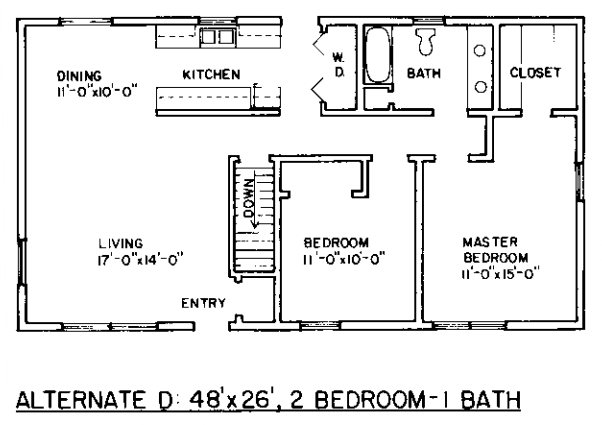 DINING
11'-0"x10'-0"
KITCHEN
W.
D.
BATH
CLOSET
DOWN
LIVING
17'-0"x14'-0"
BEDROOM
11'-0"x10'-0"
MASTER
BEDROOM
11'-0"x15'-0"
ENTRY
ALTERNATE D: 48'x26', 2 BEDROOM-1 BATH